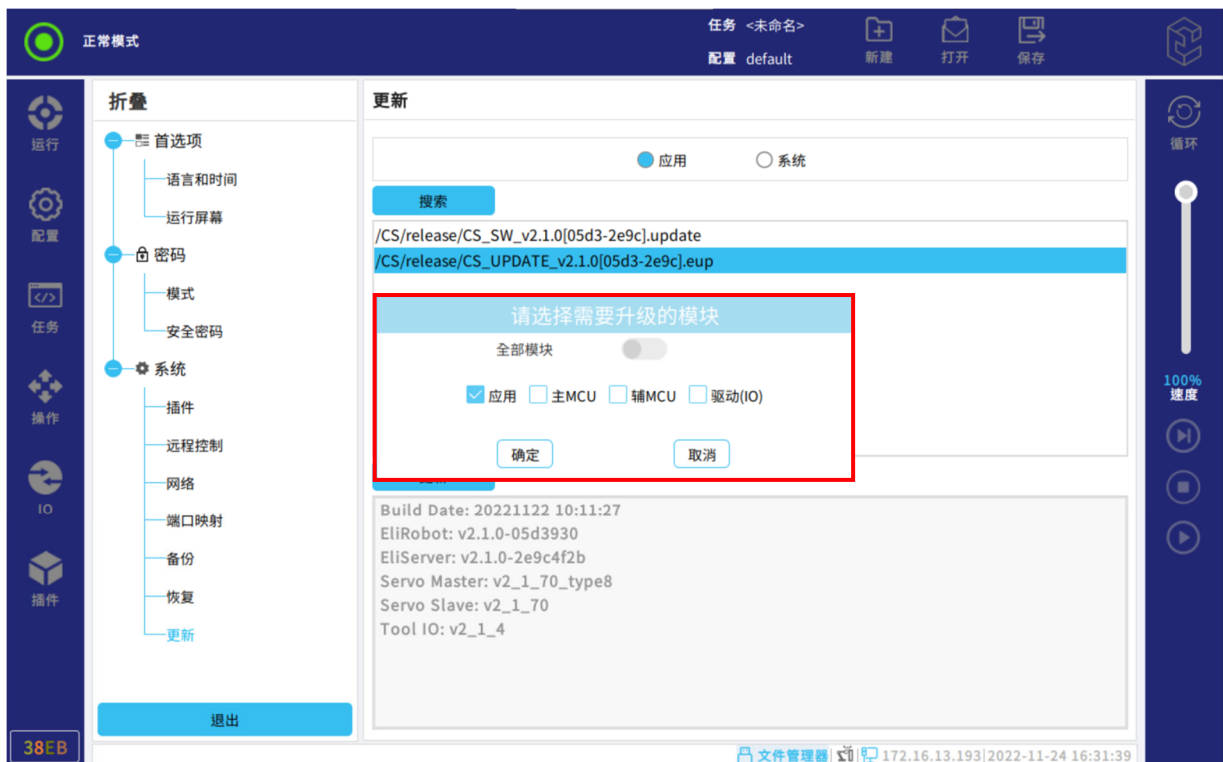 正常模式
任务 <未命名>
配置 default
新建
打开
保存
运行
配置
任务
操作
IO
插件
38EB
折叠
首选项
语言和时间
运行屏幕
密码
模式
安全密码
系统
插件
远程控制
网络
端口映射
备份
恢复
更新
退出
更新
应用 系统
搜索
/CS/release/CS_SW_v2.1.0[05d3-2e9c].update
/CS/release/CS_UPDATE_v2.1.0[05d3-2e9c].eup
请选择需要升级的模块
全部模块
应用 主MCU 辅MCU 驱动(IO)
确定 取消
Build Date: 20221122 10:11:27
EliRobot: v2.1.0-05d3930
EliServer: v2.1.0-2e9c4f2b
Servo Master: v2_1_70_type8
Servo Slave: v2_1_70
Tool IO: v2_1_4
循环
100%
速度
文件管理器 172.16.13.193 2022-11-24 16:31:39